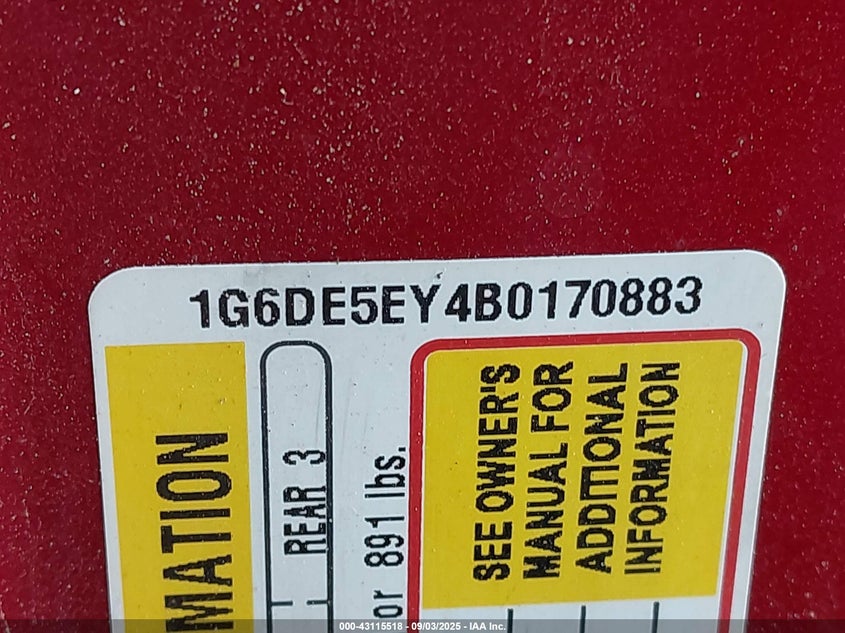 1G6DE5EY4B0170883
MATION
REAR 3
or 891 lbs.
SEE OWNER'S
MANUAL FOR
ADDITIONAL
INFORMATION
000-43115518 - 09/03/2025 - IAA Inc.